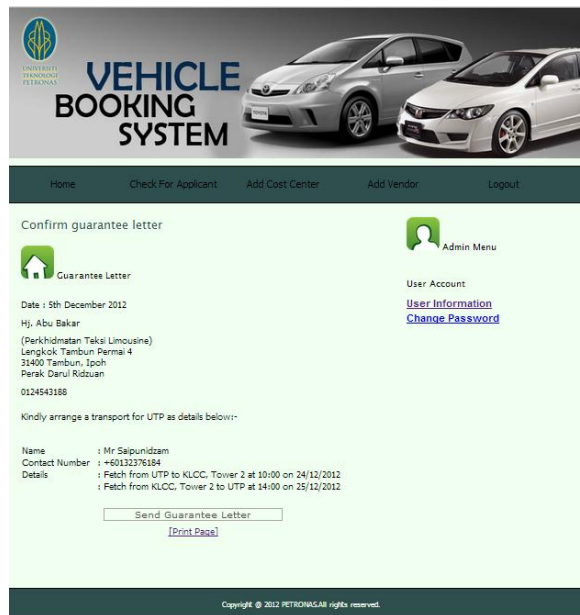 UNIVERSITI
TEKNOLOGI
PETRONAS
VEHICLE
BOOKING
SYSTEM
Home Check For Applicant Add Cost Center Add Vendor Logout
Confirm guarantee letter
Guarantee Letter
Date : 5th December 2012
Hj. Abu Bakar
(Perkhidmatan Teksi Limousine)
Lengkok Tambun Permai 4
31400 Tambun, Ipoh
Perak Darul Ridzuan
0124543188
Kindly arrange a transport for UTP as details below:-
Name : Mr Saipunidzam
Contact Number : +60132376184
Details : Fetch from UTP to KLCC, Tower 2 at 10:00 on 24/12/2012
: Fetch from KLCC, Tower 2 to UTP at 14:00 on 25/12/2012
Send Guarantee Letter
[Print Page]
Admin Menu
User Account
User Information
Change Password
Copyright @ 2012 PETRONAS.All rights reserved.